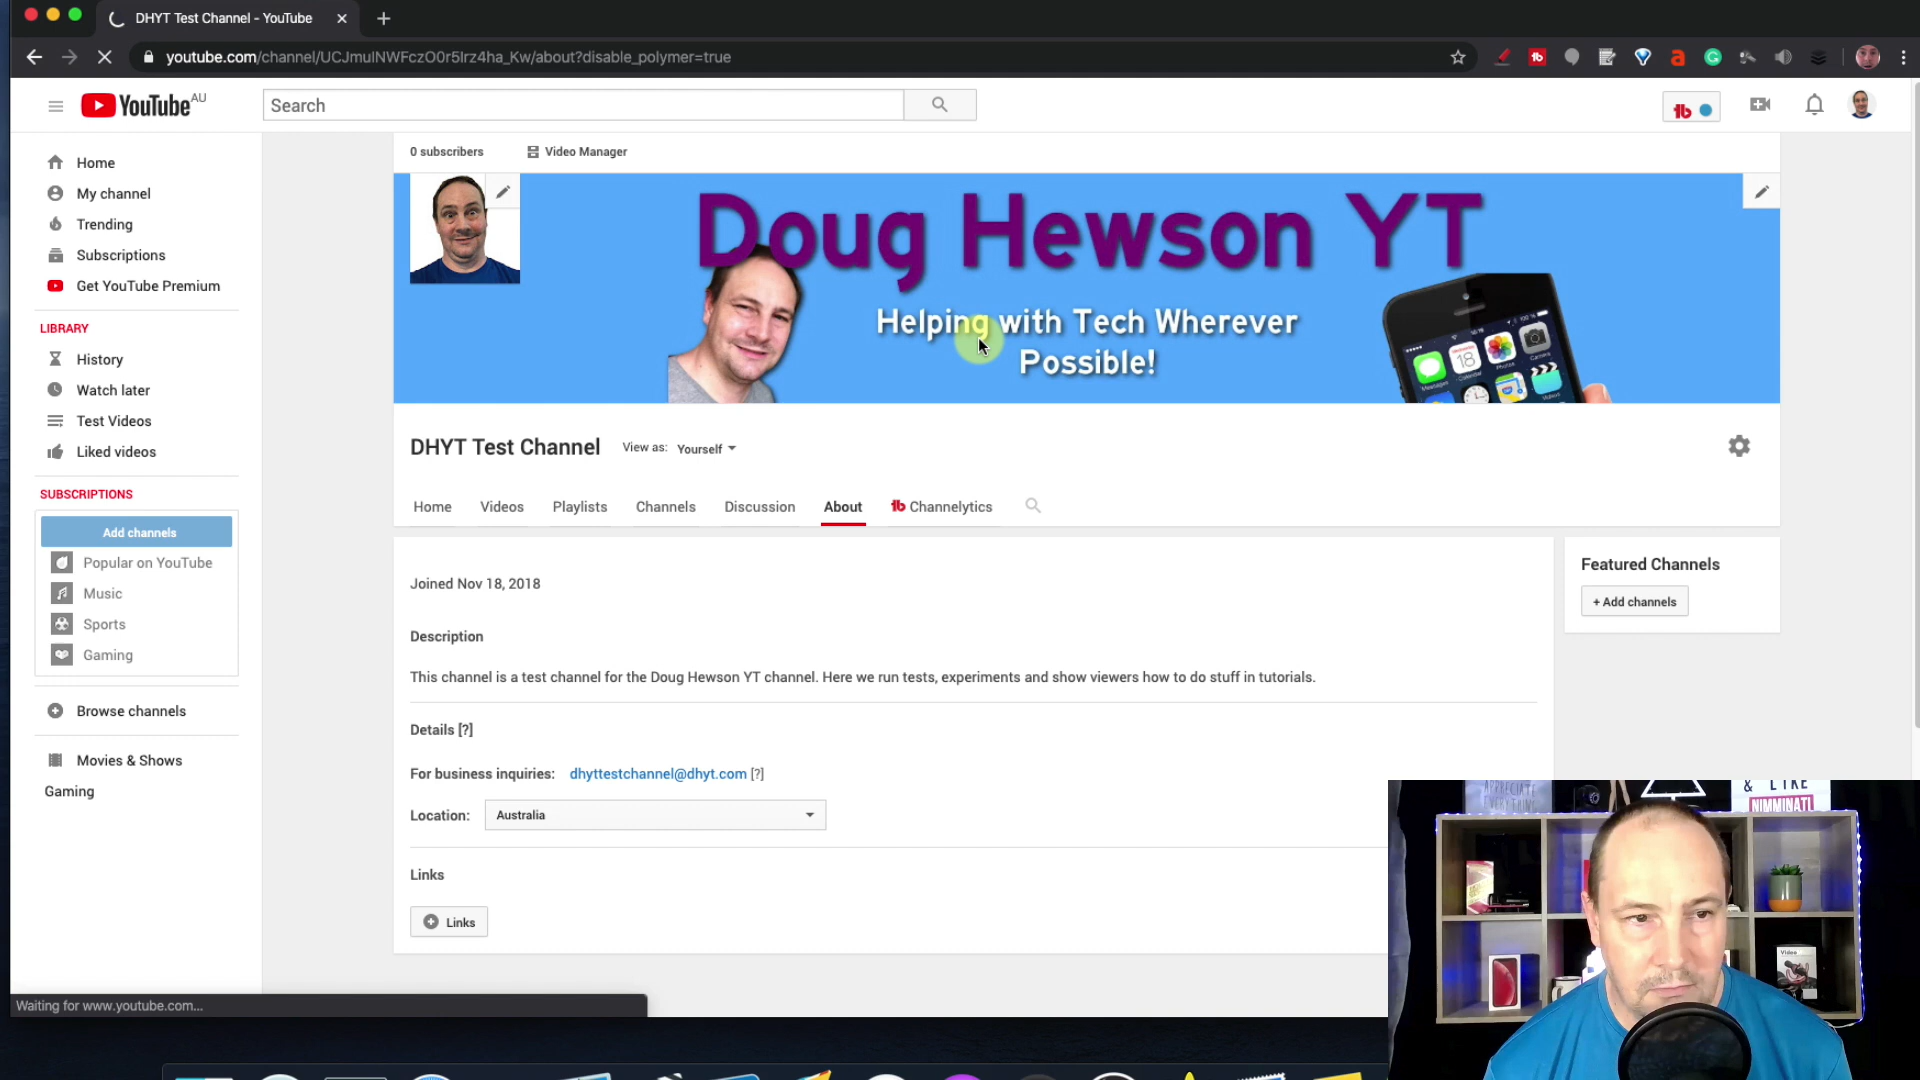 DHYT Test Channel - YouTube
youtube.com/channel/UCJmulNWFczO0r5Irz4ha_Kw/about?disable_polymer=true
YouTube AU
Search
0 subscribers
Video Manager
Home
My channel
Trending
Subscriptions
Get YouTube Premium
LIBRARY
History
Watch later
Test Videos
Liked videos
SUBSCRIPTIONS
Add channels
Popular on YouTube
Music
Sports
Gaming
Browse channels
Movies & Shows
Gaming
Doug Hewson YT
Helping with Tech Wherever
Possible!
DHYT Test Channel
View as: Yourself
Home Videos Playlists Channels Discussion About Channelytics
Joined Nov 18, 2018
Description
This channel is a test channel for the Doug Hewson YT channel. Here we run tests, experiments and show viewers how to do stuff in tutorials.
Details [?]
For business inquiries: dhyttestchannel@dhyt.com [?]
Location: Australia
Links
Links
Featured Channels
+ Add channels
APPRECIATE
EVERYTHING
& LIKE
NIMMINATI
Video
Waiting for www.youtube.com...